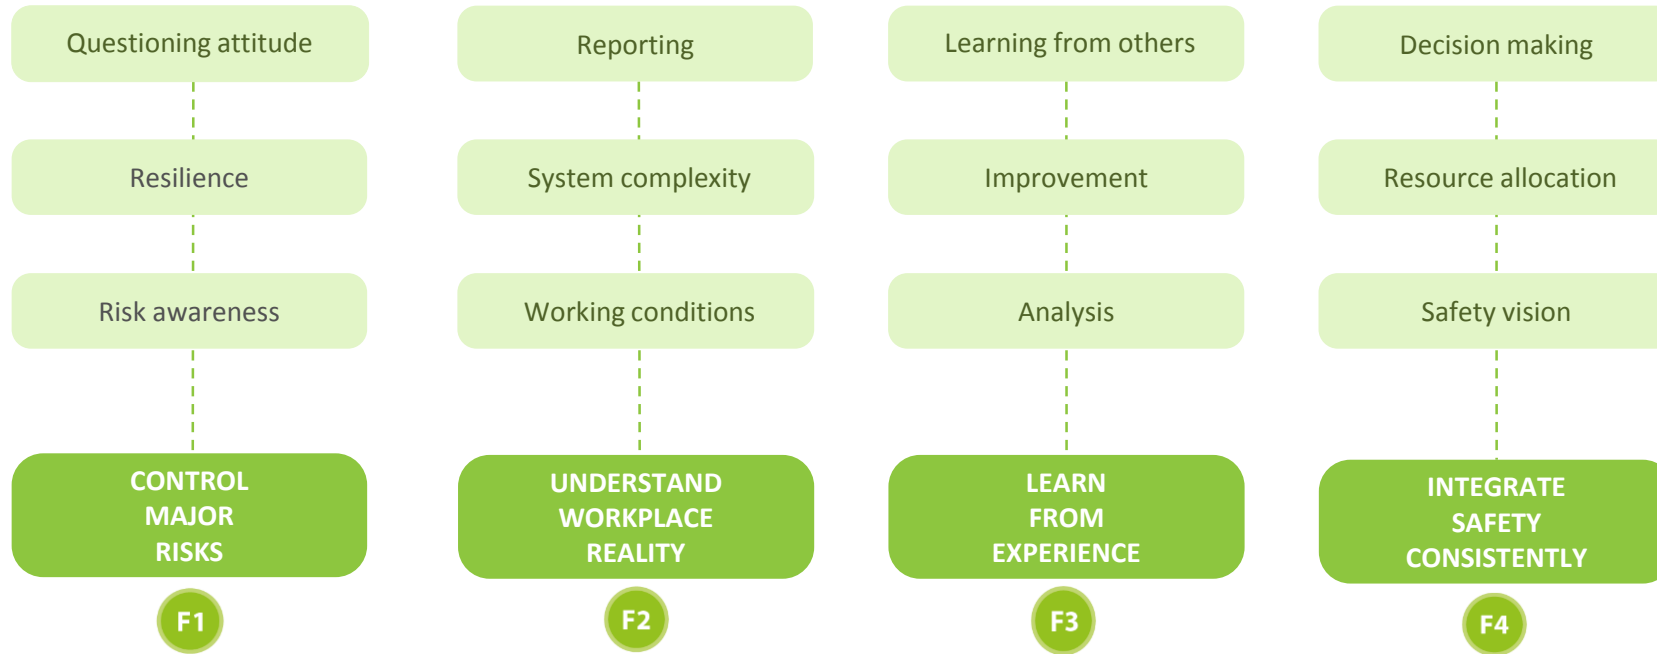 Questioning attitude
Resilience
Risk awareness
CONTROL
MAJOR
RISKS
F1
Reporting
System complexity
Working conditions
UNDERSTAND
WORKPLACE
REALITY
F2
Learning from others
Improvement
Analysis
LEARN
FROM
EXPERIENCE
F3
Decision making
Resource allocation
Safety vision
INTEGRATE
SAFETY
CONSISTENTLY
F4